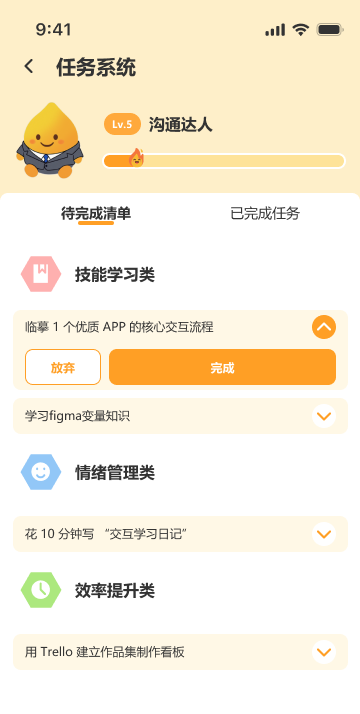 9:41
任务系统
Lv.5 沟通达人
待完成清单 已完成任务
技能学习类
临摹 1 个优质 APP 的核心交互流程
放弃 完成
学习figma变量知识
情绪管理类
花 10 分钟写 “交互学习日记”
效率提升类
用 Trello 建立作品集制作看板